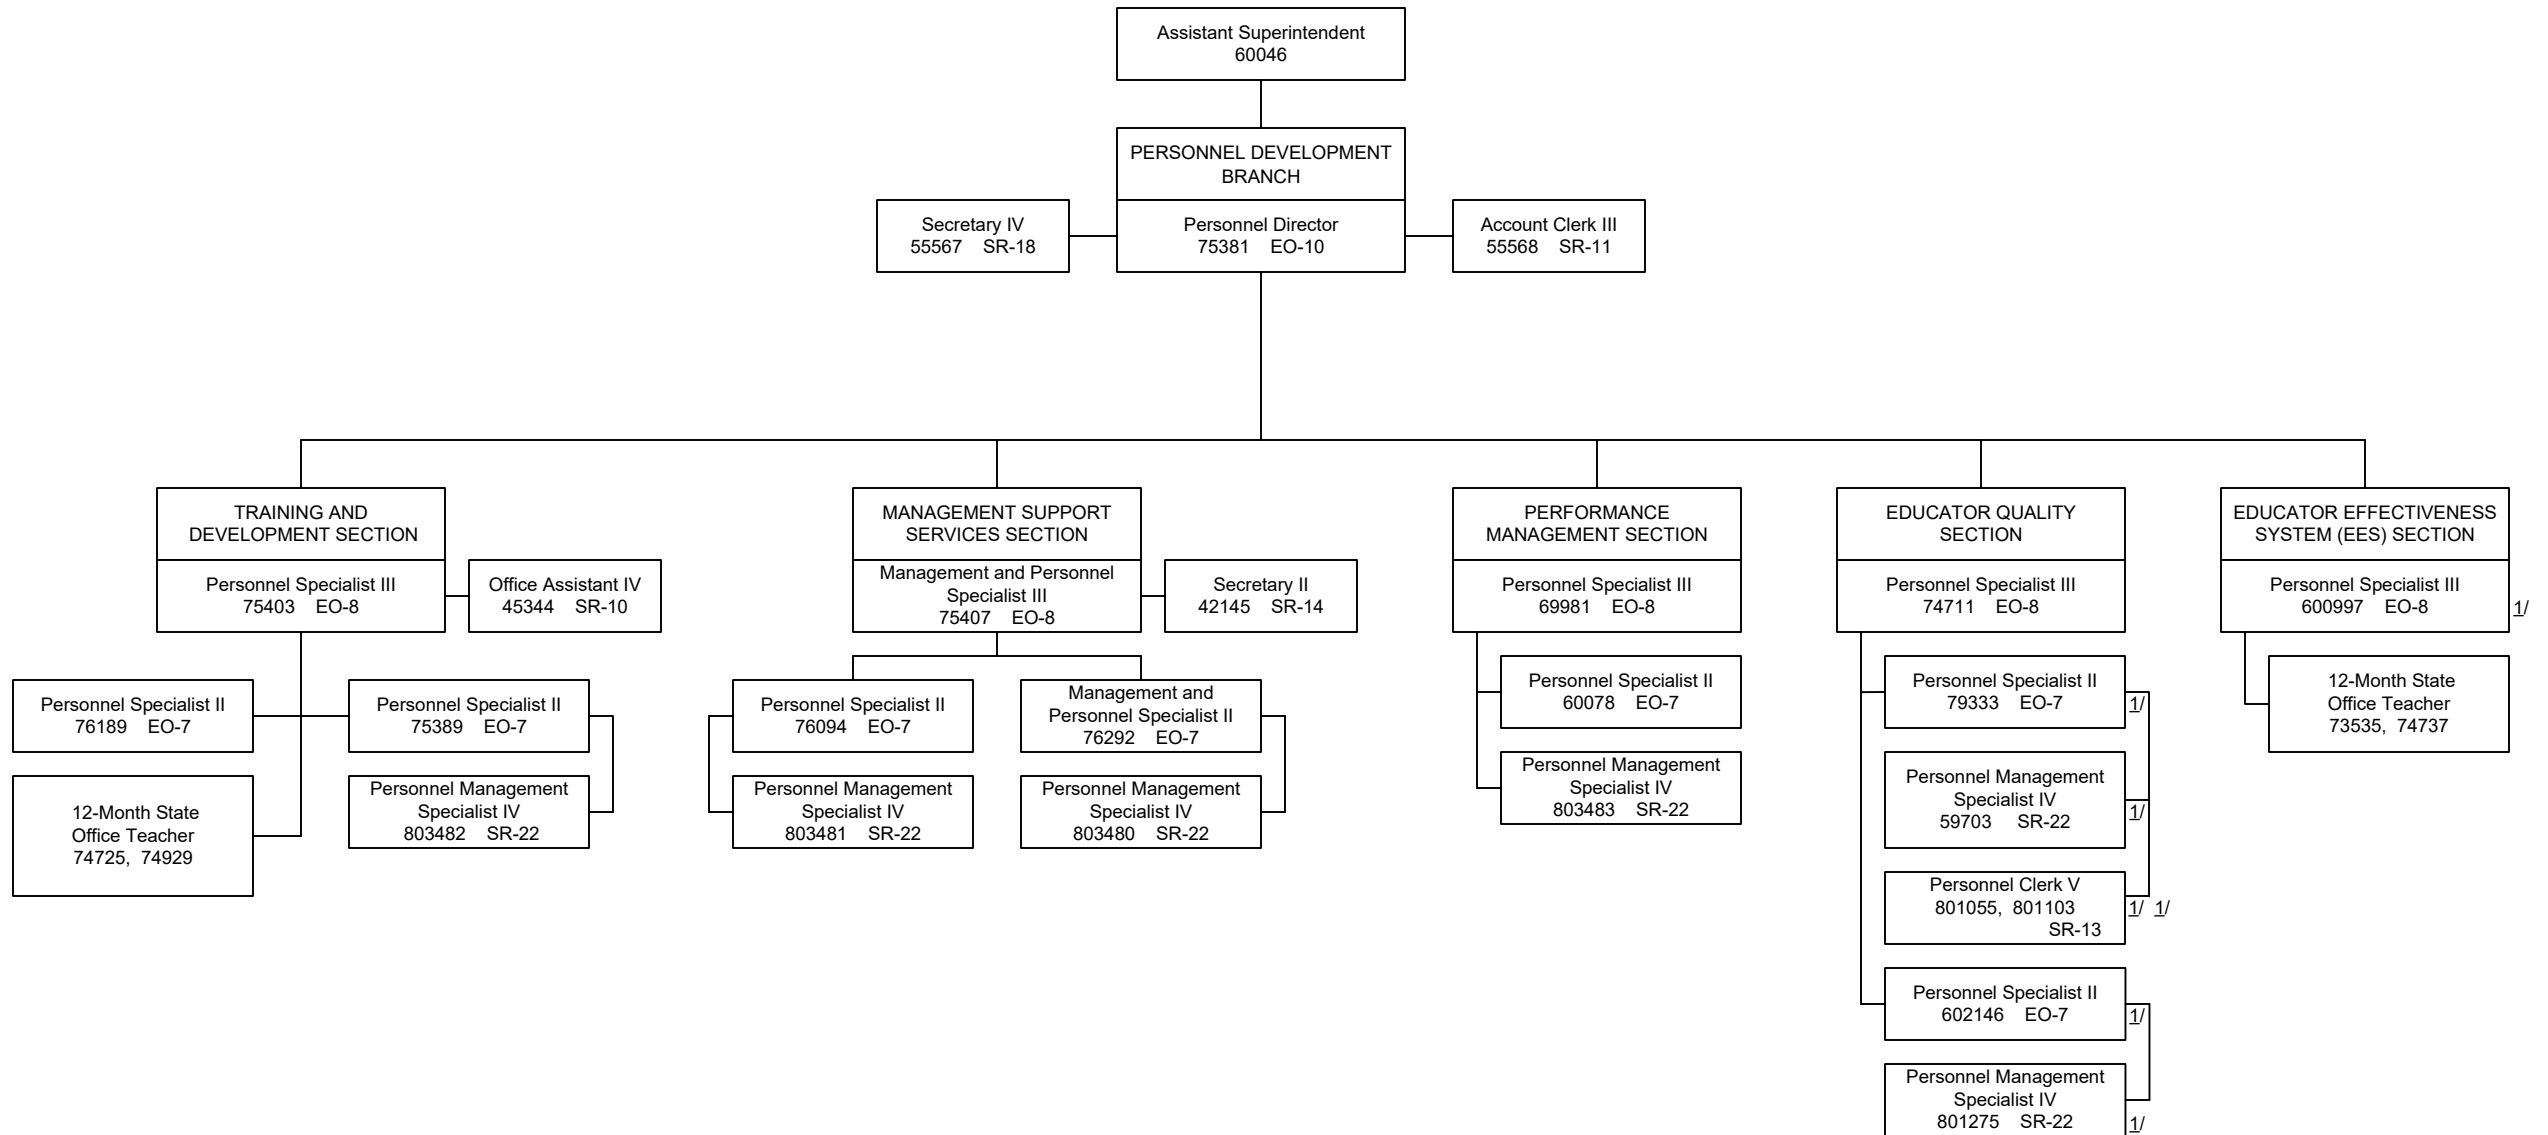 Assistant Superintendent
60046
PERSONNEL DEVELOPMENT
BRANCH
Secretary IV
55567 SR-18
Personnel Director
75381 EO-10
Account Clerk III
55568 SR-11
TRAINING AND
DEVELOPMENT SECTION
Personnel Specialist III
75403 EO-8
Office Assistant IV
45344 SR-10
Personnel Specialist II
76189 EO-7
Personnel Specialist II
75389 EO-7
12-Month State
Office Teacher
74725, 74929
Personnel Management
Specialist IV
803482 SR-22
MANAGEMENT SUPPORT
SERVICES SECTION
Management and Personnel
Specialist III
75407 EO-8
Secretary II
42145 SR-14
Personnel Specialist II
76094 EO-7
Management and
Personnel Specialist II
76292 EO-7
Personnel Management
Specialist IV
803481 SR-22
Personnel Management
Specialist IV
803480 SR-22
PERFORMANCE
MANAGEMENT SECTION
Personnel Specialist III
69981 EO-8
Personnel Specialist II
60078 EO-7
Personnel Management
Specialist IV
803483 SR-22
EDUCATOR QUALITY
SECTION
Personnel Specialist III
74711 EO-8
Personnel Specialist II
79333 EO-7 1/
Personnel Management
Specialist IV
59703 SR-22 1/
Personnel Clerk V
801055, 801103 1/ 1/
SR-13
Personnel Specialist II
602146 EO-7 1/
Personnel Management
Specialist IV
801275 SR-22 1/
EDUCATOR EFFECTIVENESS
SYSTEM (EES) SECTION
Personnel Specialist III
600997 EO-8 1/
12-Month State
Office Teacher
73535, 74737